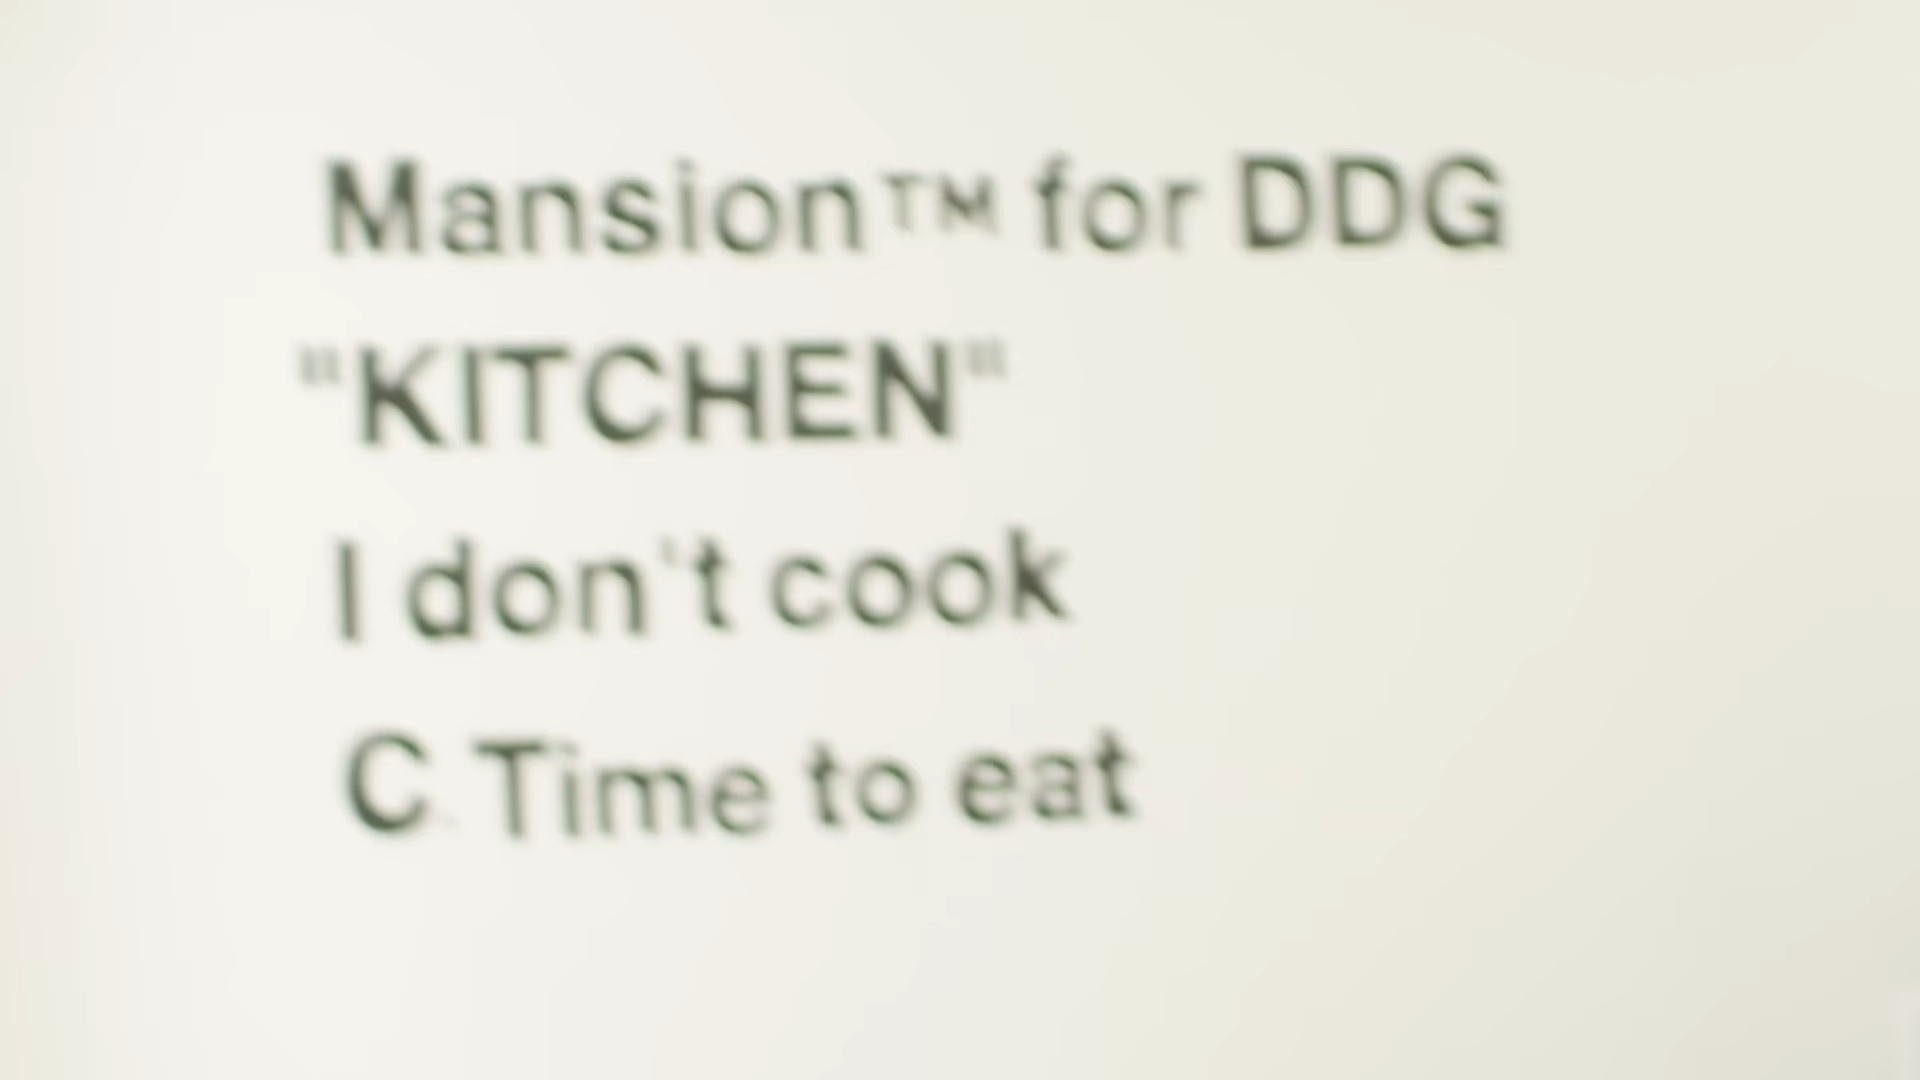 Mansion™ for DDG
"KITCHEN"
I don't cook
C Time to eat